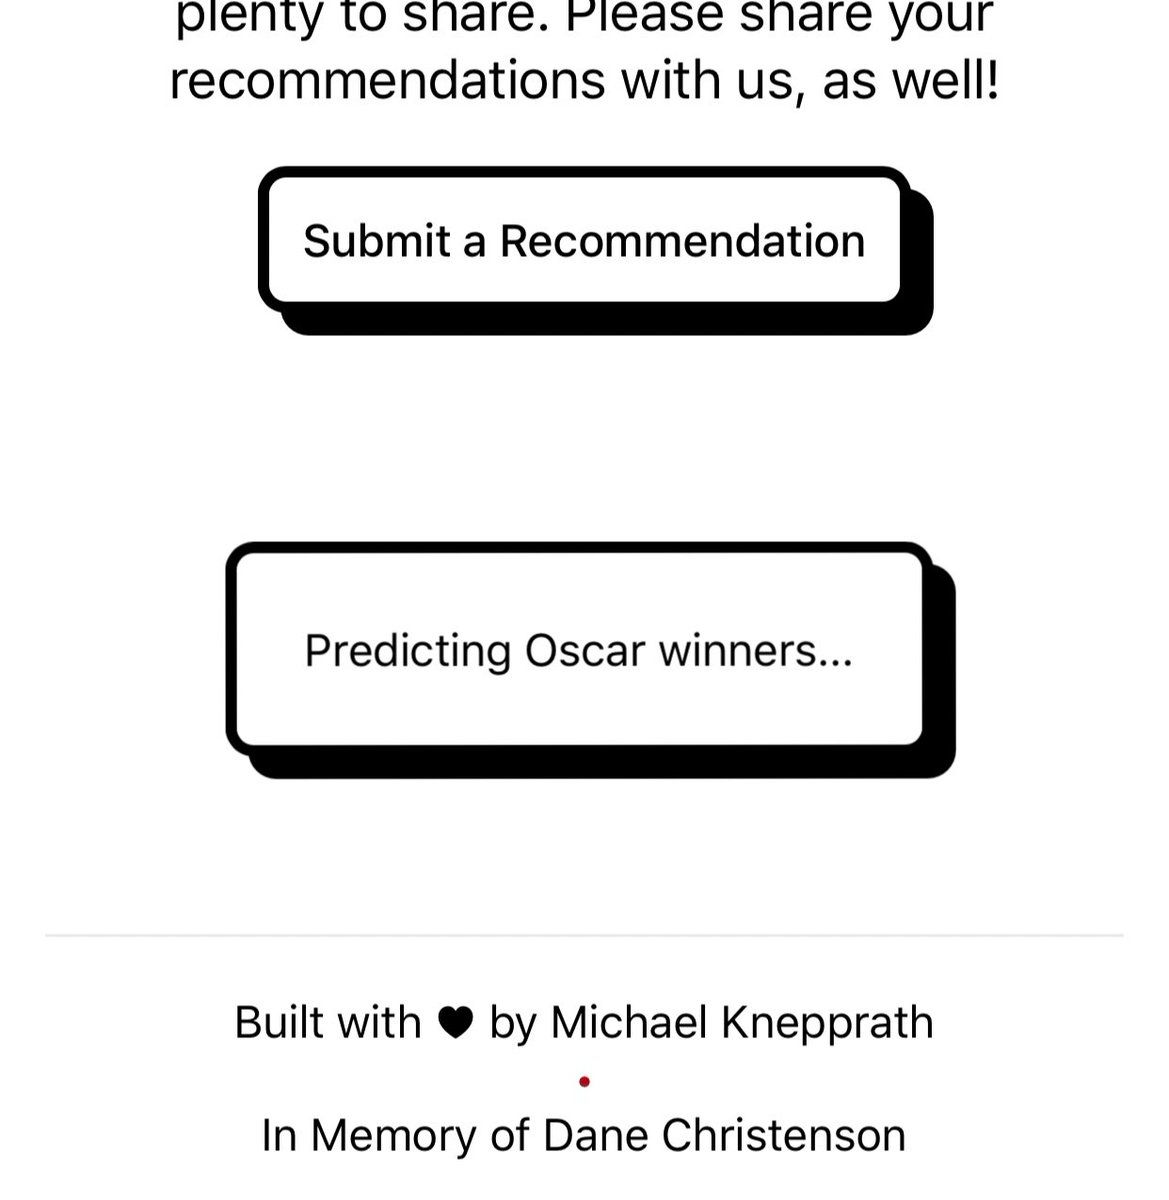 plenty to share. Please share your
recommendations with us, as well!
Submit a Recommendation
Predicting Oscar winners...
Built with ♥ by Michael Knepprath
•
In Memory of Dane Christenson